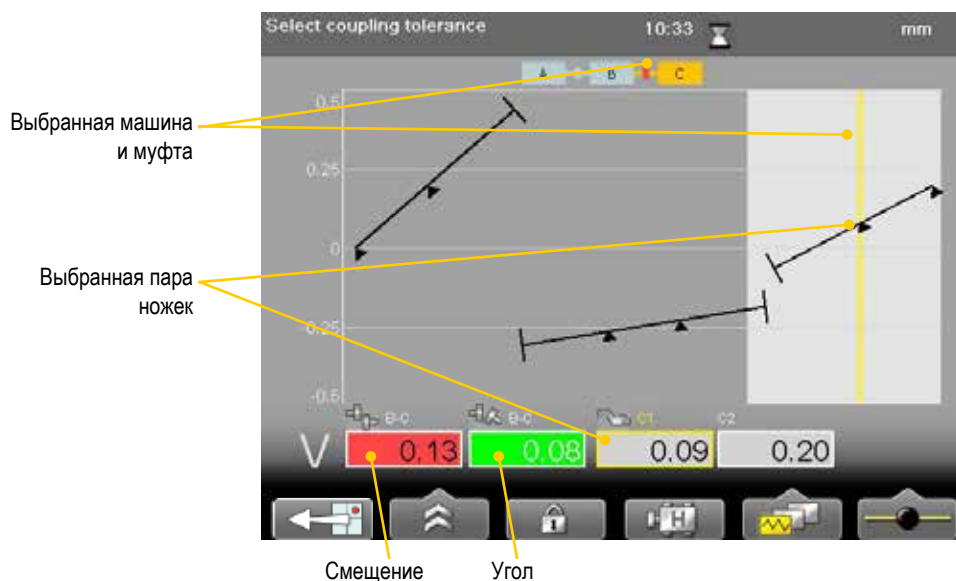 Select coupling tolerance 10:33 mm
A B C
Выбранная машина
и муфта
0.5
0.25
0
-0.25
-0.5
Выбранная пара
ножек
B-C B-C C1 C2
V 0.13 0.08 0.09 0.20
1 H
Смещение Угол